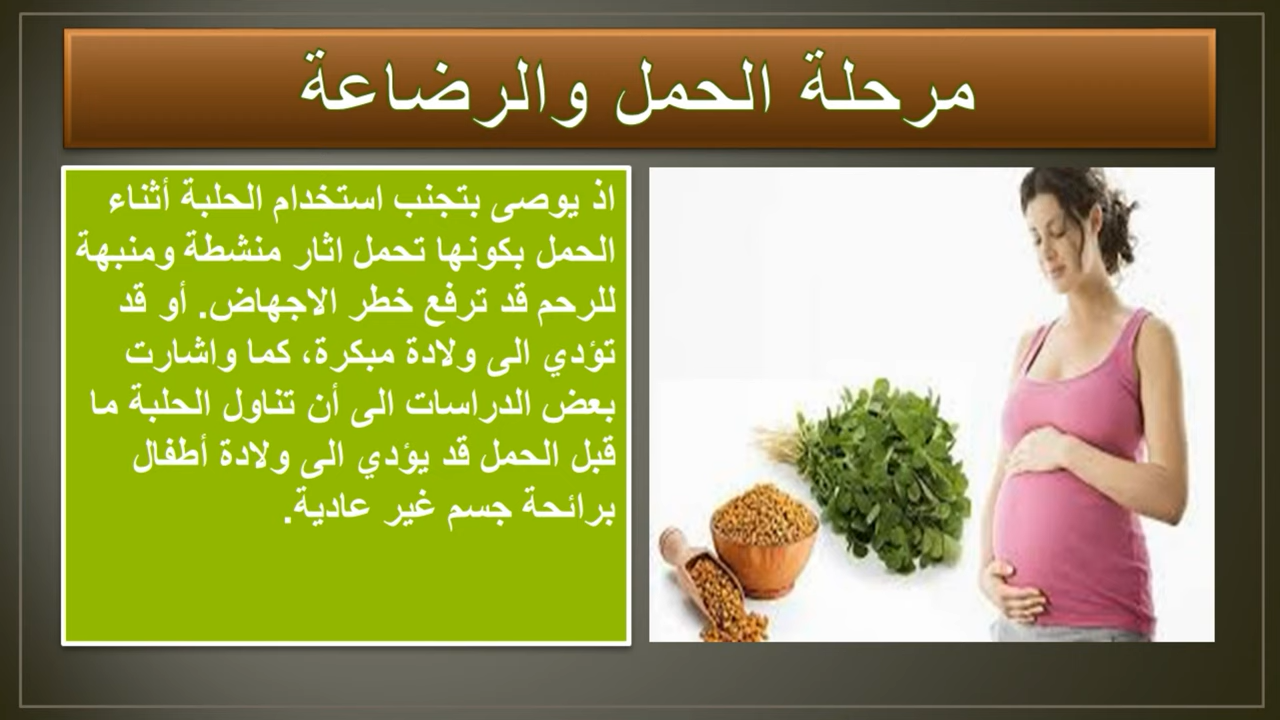 مرحلة الحمل والرضاعة
اذ يوصى بتجنب استخدام الحلبة أثناء
الحمل بكونها تحمل اثار منشطة ومنبهة
للرحم قد ترفع خطر الاجهاض. أو قد
تؤدي الى ولادة مبكرة، كما واشارت
بعض الدراسات الى أن تناول الحلبة ما
قبل الحمل قد يؤدي الى ولادة أطفال
برائحة جسم غير عادية.